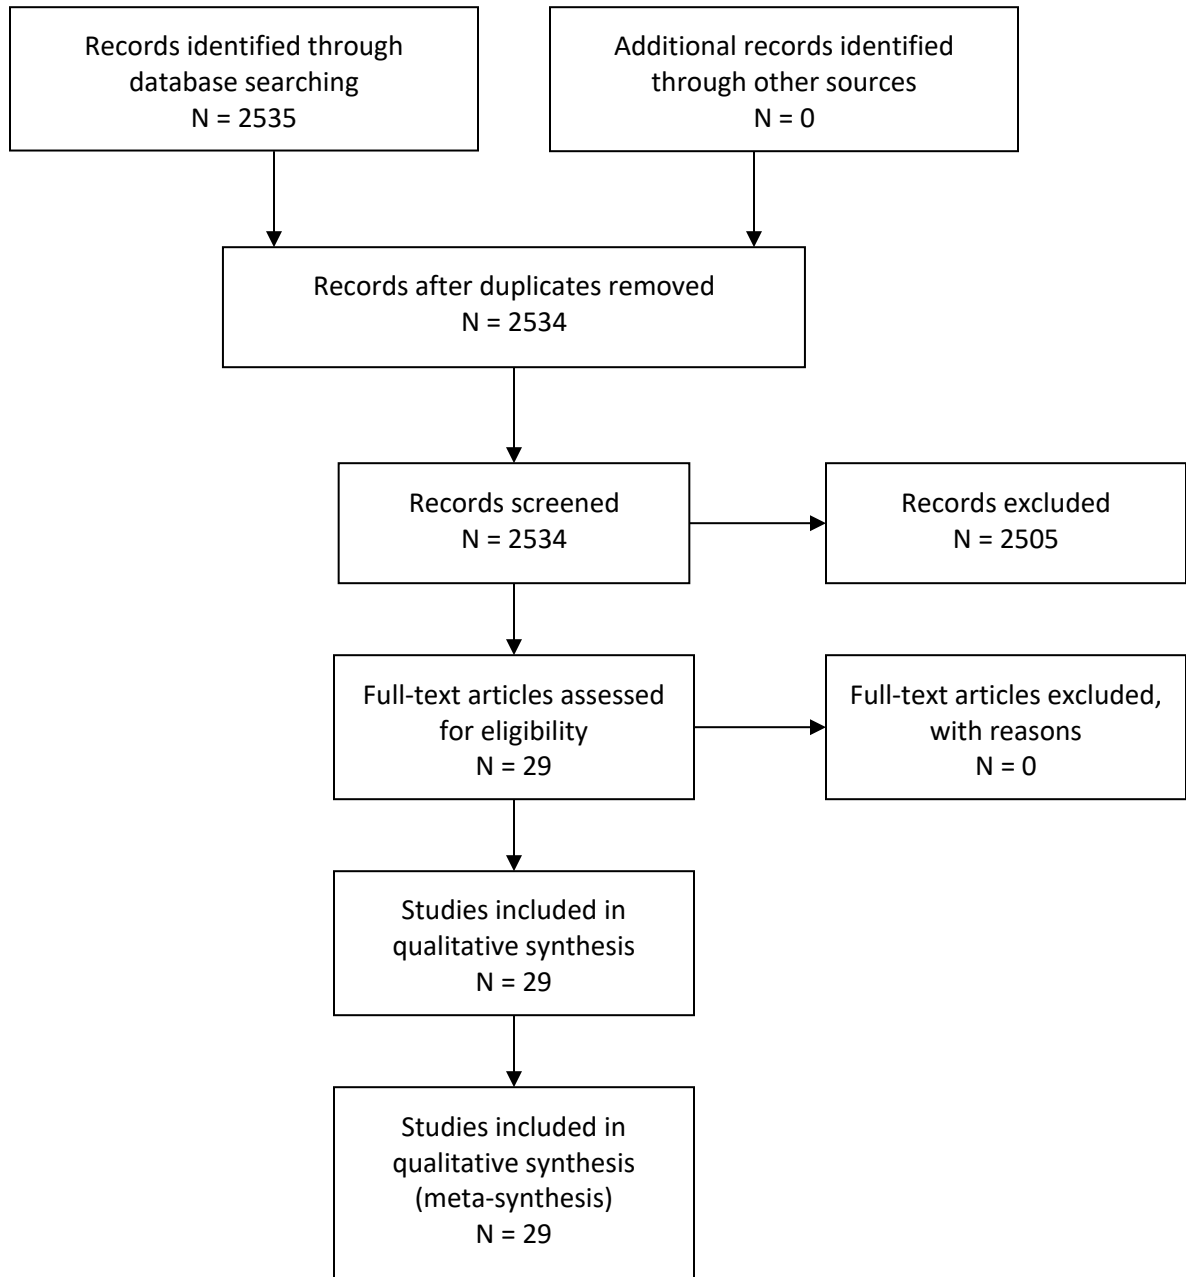 Records identified through
database searching
N = 2535
Additional records identified
through other sources
N = 0
Records after duplicates removed
N = 2534
Records screened
N = 2534
Records excluded
N = 2505
Full-text articles assessed
for eligibility
N = 29
Full-text articles excluded,
with reasons
N = 0
Studies included in
qualitative synthesis
N = 29
Studies included in
qualitative synthesis
(meta-synthesis)
N = 29